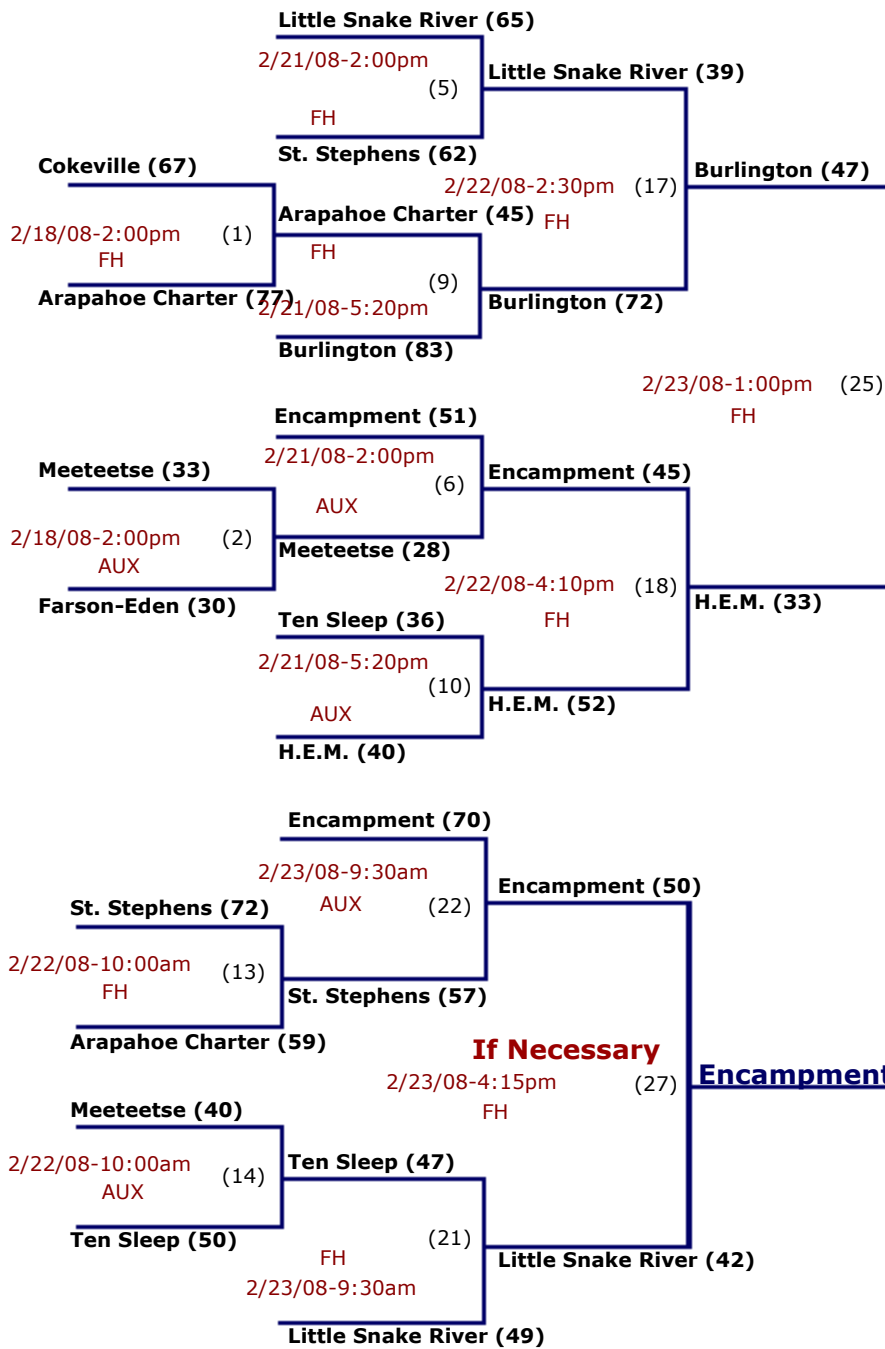 Little Snake River (65)
2/21/08-2:00pm
(5)
FH
St. Stephens (62)
Little Snake River (39)
Cokeville (67)
2/18/08-2:00pm
(1)
FH
Arapahoe Charter (77)
Arapahoe Charter (45)
FH
(9)
2/21/08-5:20pm
Burlington (83)
2/22/08-2:30pm
(17)
FH
Burlington (72)
Burlington (47)
2/23/08-1:00pm
(25)
FH
Encampment (51)
2/21/08-2:00pm
(6)
AUX
Meeteetse (28)
Meeteetse (33)
2/18/08-2:00pm
(2)
AUX
Farson-Eden (30)
Encampment (45)
2/22/08-4:10pm
(18)
FH
H.E.M. (33)
Ten Sleep (36)
2/21/08-5:20pm
(10)
AUX
H.E.M. (40)
H.E.M. (52)
Encampment (70)
2/23/08-9:30am
AUX
(22)
Encampment (50)
St. Stephens (72)
2/22/08-10:00am
(13)
FH
Arapahoe Charter (59)
St. Stephens (57)
If Necessary
2/23/08-4:15pm
(27)
FH
Encampment
Meeteetse (40)
2/22/08-10:00am
(14)
AUX
Ten Sleep (50)
Ten Sleep (47)
(21)
FH
2/23/08-9:30am
Little Snake River (49)
Little Snake River (42)